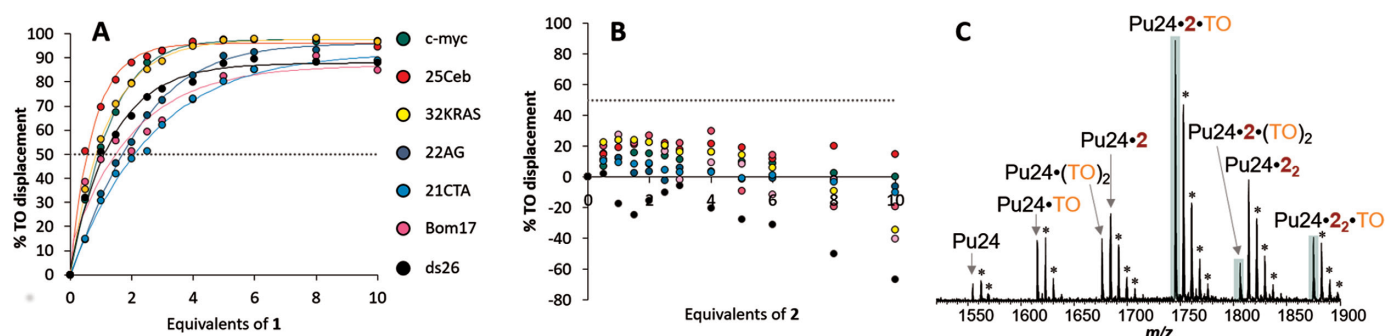 A
% TO displacement
100
90
80
70
60
50
40
30
20
10
0
0 2 4 6 8 10
Equivalents of 1
c-myc
25Ceb
32KRAS
22AG
21CTA
Bom17
ds26
B
% TO displacement
100
80
60
40
20
0
-20
-40
-60
-80
0 2 4 6 8 10
Equivalents of 2
C
Pu24•2•TO
Pu24•2•(TO)2
Pu24•2
Pu24•22
Pu24•(TO)2
Pu24•TO
Pu24•22•TO
Pu24
* * * * * * * * * * * * * * * * * * *
1550 1600 1650 1700 1750 1800 1850 1900
m/z